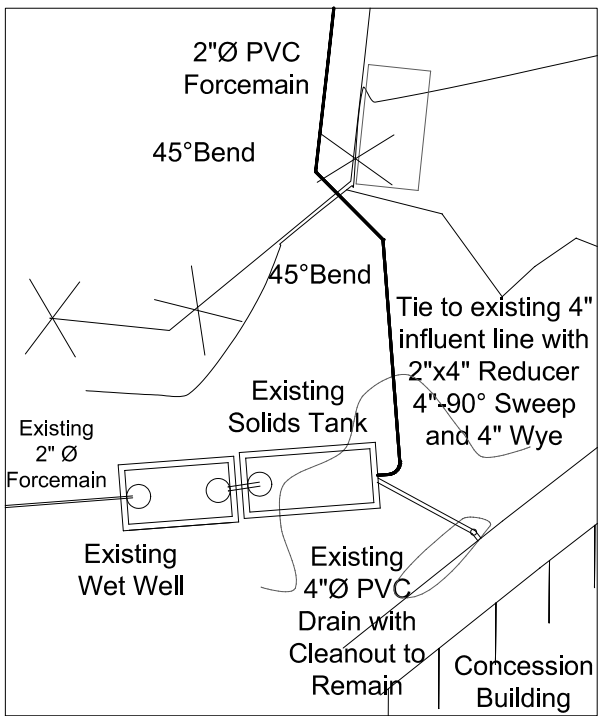 2"Ø PVC
Forcemain
45°Bend
45°Bend
Tie to existing 4"
influent line with
2"x4" Reducer
4"-90° Sweep
and 4" Wye
Existing
Solids Tank
Existing
2" Ø
Forcemain
Existing
Wet Well
Existing
4"Ø PVC
Drain with
Cleanout to
Remain
Concession
Building